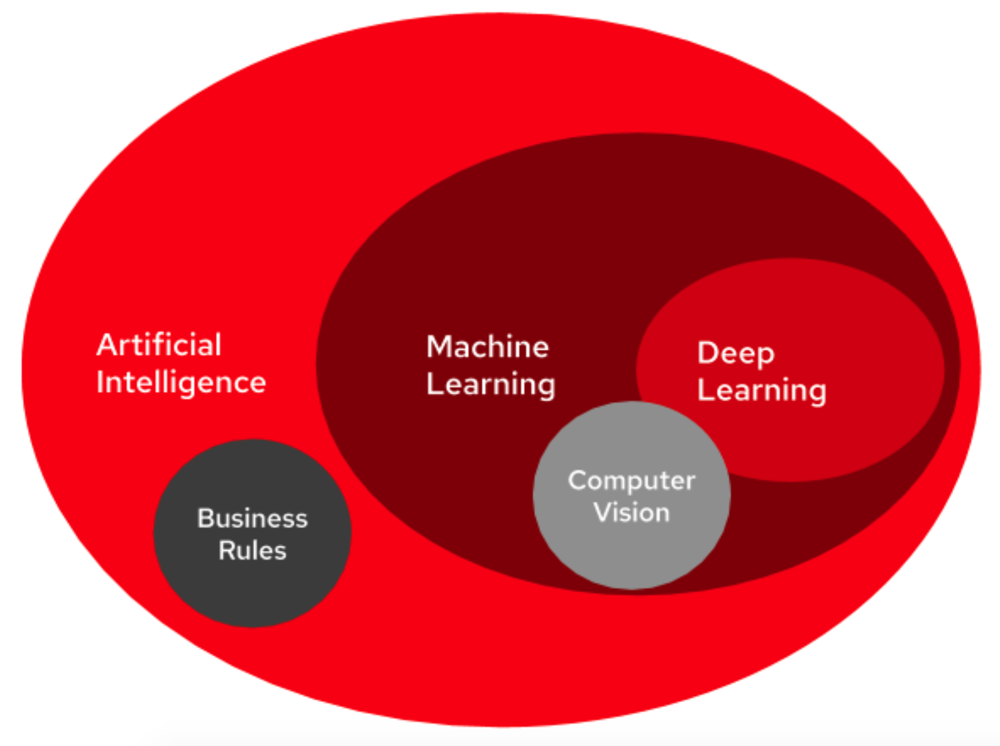 Artificial
Intelligence
Machine
Learning
Deep
Learning
Computer
Vision
Business
Rules